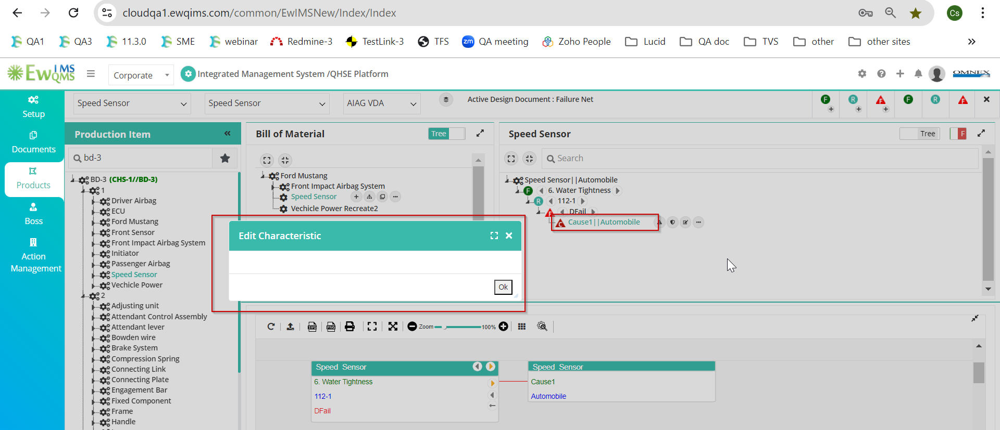 cloudqa1.ewqims.com/common/EwIMSNew/Index/Index
Cs
QA1
QA3
11.3.0
SME
webinar
Redmine-3
TestLink-3
TFS
zm QA meeting
Zoho People
Lucid
QA doc
TVS
other
other sites
EwIMS
QMS
Corporate
Integrated Management System /QHSE Platform
OMNEX
Setup
Documents
Products
Boss
Action
Management
Speed Sensor
Speed Sensor
AIAG VDA
Active Design Document : Failure Net
F
R
F
F
R
F
Production Item
bd-3
BD-3 (CHS-1//BD-3)
1
Driver Airbag
ECU
Ford Mustang
Front Sensor
Front Impact Airbag System
Initiator
Passenger Airbag
Speed Sensor
Vechicle Power
2
Adjusting unit
Attendant Control Assembly
Attendant lever
Bowden wire
Brake System
Compression Spring
Connecting Link
Connecting Plate
Engagement Bar
Fixed Component
Frame
Handle
Bill of Material
Tree
Ford Mustang
Front Impact Airbag System
Speed Sensor
Vechicle Power Recreate2
Speed Sensor
Tree
F
Search
Speed Sensor||Automobile
F 6. Water Tightness
R 112-1
F DFail
C Cause1||Automobile
Edit Characteristic
Ok
SVG
PNG
Zoom
100%
Speed Sensor
6. Water Tightness
112-1
DFail
Speed Sensor
Cause1
Automobile